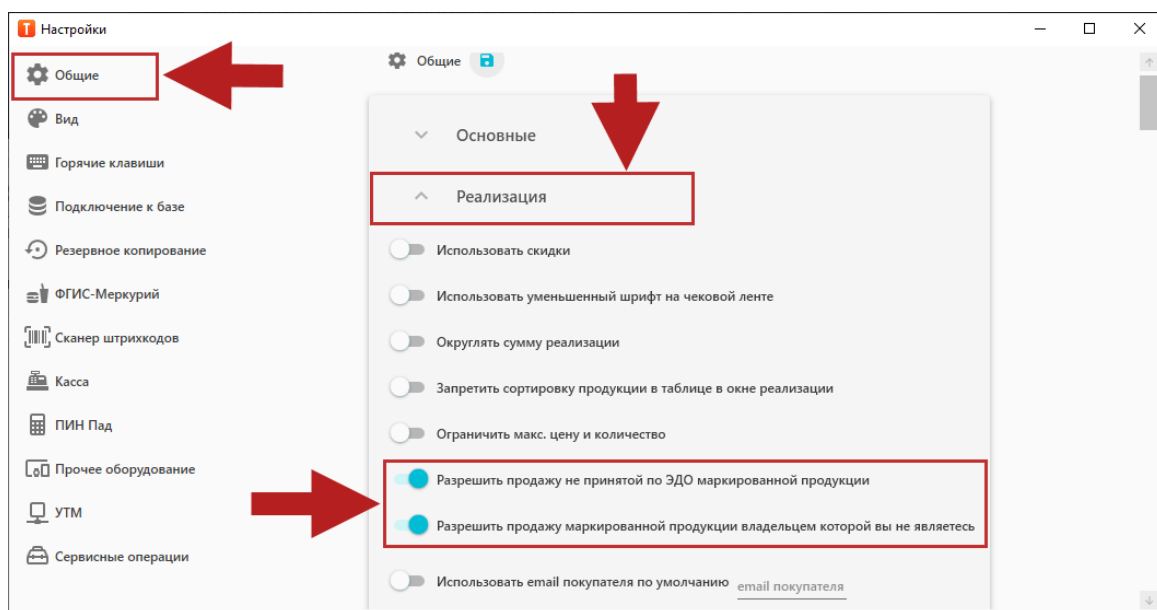 Настройки
Общие
Вид
Горячие клавиши
Подключение к базе
Резервное копирование
ФГИС-Меркурий
Сканер штрихкодов
Касса
ПИН Пад
Прочее оборудование
УТМ
Сервисные операции
Общие
Основные
Реализация
Использовать скидки
Использовать уменьшенный шрифт на чековой ленте
Округлять сумму реализации
Запретить сортировку продукции в таблице в окне реализации
Ограничить макс. цену и количество
Разрешить продажу не принятой по ЭДО маркированной продукции
Разрешить продажу маркированной продукции владельцем которой вы не являетесь
Использовать email покупателя по умолчанию email покупателя